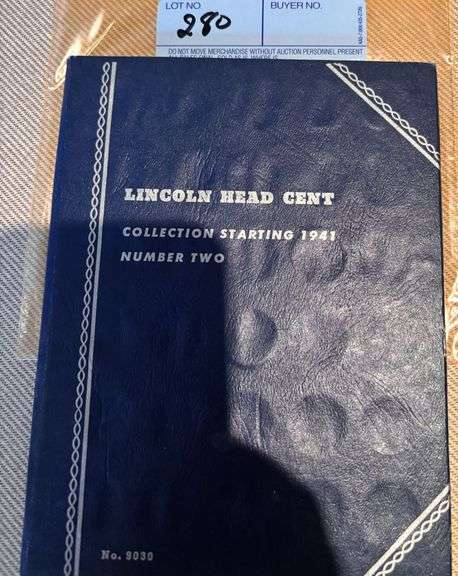 LOT NO
BUYER NO.
280
DO NOT MOVE MERCHANDISE WITHOUT AUCTION PERSONNEL PRESENT
LINCOLN HEAD CENT
COLLECTION STARTING 1941
NUMBER TWO
No. 9030